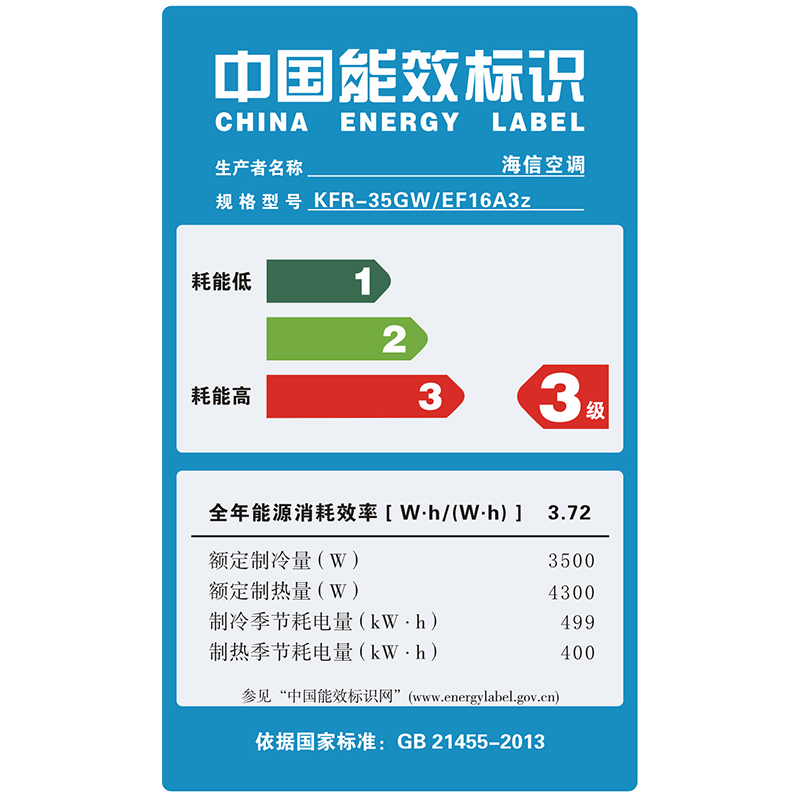 中国能效标识
CHINA ENERGY LABEL
生产者名称 海信空调
规格型号 KFR-35GW/EF16A3z
耗能低 1
2
耗能高 3 3级
全年能源消耗效率[ W·h/(W·h) ] 3.72
额定制冷量(W) 3500
额定制热量(W) 4300
制冷季节耗电量(kW·h) 499
制热季节耗电量(kW·h) 400
参见“中国能效标识网”(www.energylabel.gov.cn)
依据国家标准：GB 21455-2013